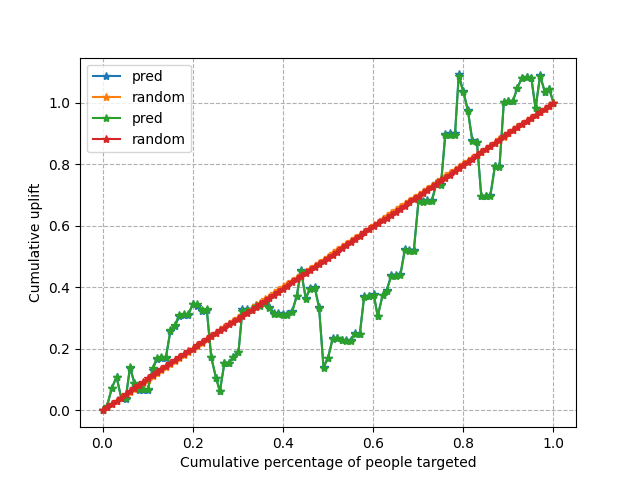 pred
random
pred
random
1.0
0.8
0.6
0.4
0.2
0.0
Cumulative uplift
0.0 0.2 0.4 0.6 0.8 1.0
Cumulative percentage of people targeted